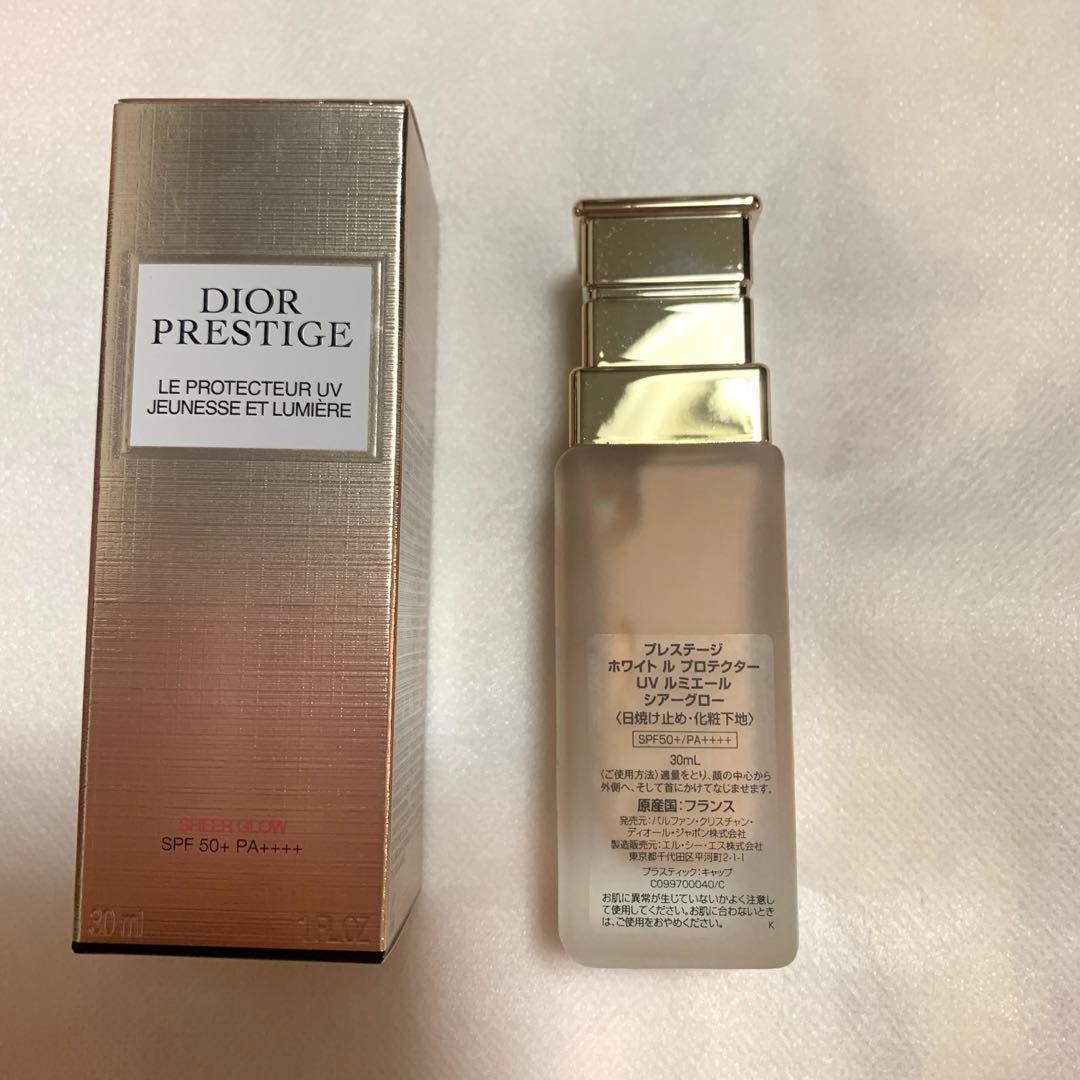 DIOR
PRESTIGE
LE PROTECTEUR UV
JEUNESSE ET LUMIÈRE
SHEER GLOW
SPF 50+ PA++++
30 ml
プレステージ
ホワイト ル プロテクター
UV ルミエール
シアーグロー
〈日焼け止め・化粧下地〉
SPF50+/PA++++
30mL
〈ご使用方法〉適量をとり、顔の中心から
外側へ、そして首にかけてなじませます。
原産国：フランス
発売元：パルファン・クリスチャン・
ディオール・ジャポン株式会社
製造販売元：エル・シー・エス株式会社
東京都千代田区平河町2-1-1
プラスティック：キャップ
C099700040/C
お肌に異常が生じていないかよく注意し
て使用してください。お肌に合わないとき
は、ご使用をおやめください。
K